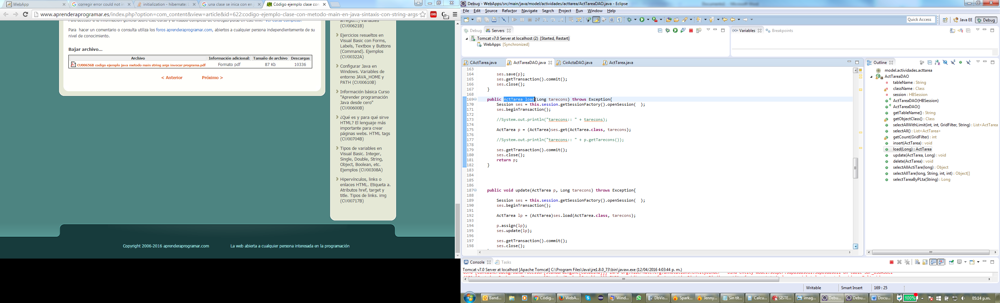 WebApp
corregir error could not in
initialization - hibernate: l
una clase se inica con en j
Código ejemplo clase con
www.aprenderaprogramar.es/index.php?option=com_content&view=article&id=622:codigo-ejemplo-clase-con-metodo-main-en-java-sintaxis-con-string-args-
Para hacer un comentario o consulta utiliza los foros aprenderaprogramar.com, abiertos a cualquier persona independientemente de su
nivel de conocimiento.
Bajar archivo...
Archivo Información adicional: Tamaño de archivo Descargas
CU00656B codigo ejemplo java metodo main string args invocar programa.pdf Formato pdf 87 Kb 10336
< Anterior Próximo >
(CU00621B)
Ejercicios resueltos en
Visual Basic con Forms,
Labels, Textbox y Buttons
(Command). Ejemplos
(CU00322A)
Configurar Java en
Windows. Variables de
entorno JAVA_HOME y
PATH (CU00610B)
Información básica Curso
"Aprender programación
Java desde cero"
(CU00600B)
¿Qué es y para qué sirve
HTML? El lenguaje más
importante para crear
páginas webs. HTML tags
(CU00704B)
Tipos de variables en
Visual Basic. Integer,
Single, Double, String,
Object, Boolean, etc.
Ejemplos (CU00308A)
Hipervínculos, links o
enlaces HTML. Etiqueta a.
Atributos href, target y
title. Tipos de links. img
(CU00717B)
Copyright 2006-2016 aprenderaprogramar.com La web abierta a cualquier persona interesada en la programación
Debug - WebApps/src/main/java/model/actividades/acttarea/ActTareaDAO.java - Eclipse
File Edit Source Refactor Navigate Search Project Run Window Help
Quick Access
Java EE
Debug
Debug
Servers
Tomcat v7.0 Server at localhost (2) [Started, Restart]
WebApps [Synchronized]
(x)= Variables
Breakpoints
CActTarea.java
ActTareaDAO.java
CirActaDAO.java
ActTarea.java
163
164 ses.save(p);
165 ses.getTransaction().commit();
166 ses.close();
167 }
168
169 public ActTarea load(Long tarecons) throws Exception{
170 Session ses = this.session.getSessionFactory().openSession(  );
171 ses.beginTransaction();
172
173 //System.out.println("tarecons:: " + tarecons);
174
175 ActTarea p = (ActTarea)ses.get(ActTarea.class, tarecons);
176
177 //System.out.println("tarecons:: " + p.getTarecons());
178
179 ses.getTransaction().commit();
180 ses.close();
181 return p;
182 }
183
184
185
186
187 public void update(ActTarea p, Long tarecons) throws Exception{
188
189 Session ses = this.session.getSessionFactory().openSession(  );
190 ses.beginTransaction();
191
192 ActTarea lp = (ActTarea)ses.load(ActTarea.class, tarecons);
193
194 p.assign(lp);
195 ses.update(lp);
196
197 ses.getTransaction().commit();
198 ses.close();
Outline
model.actividades.acttarea
ActTareaDAO
tableName : String
className : Class
session : HBSession
ActTareaDAO(HBSession)
ActTareaDAO()
getTableName() : String
getObjectClass() : Class
selectAllWithLimit(int, int, GridFilter, String) : List<ActTarea
selectAll() : List<ActTarea>
getCount(GridFilter) : int
insert(ActTarea) : void
load(Long) : ActTarea
update(ActTarea, Long) : void
delete(ActTarea) : void
selectAllActiTare(long) : Object
selectAllTare(long, String, int, int) : Object[]
selectTareaByPLta(String) : Long
Console
Tasks
Tomcat v7.0 Server at localhost [Apache Tomcat] C:\Program Files\Java\jre1.8.0_73\bin\javaw.exe (12/04/2016 4:03:44 p. m.)
Writable
Smart Insert
169 : 25
Band...
Códig...
WebA...
Wind...
DbVis...
Spark...
Jenny...
Sin tít...
Calcu...
SISTE...
imag...
Debu...
Debu...
Docu...
100%
05:14 p.m.